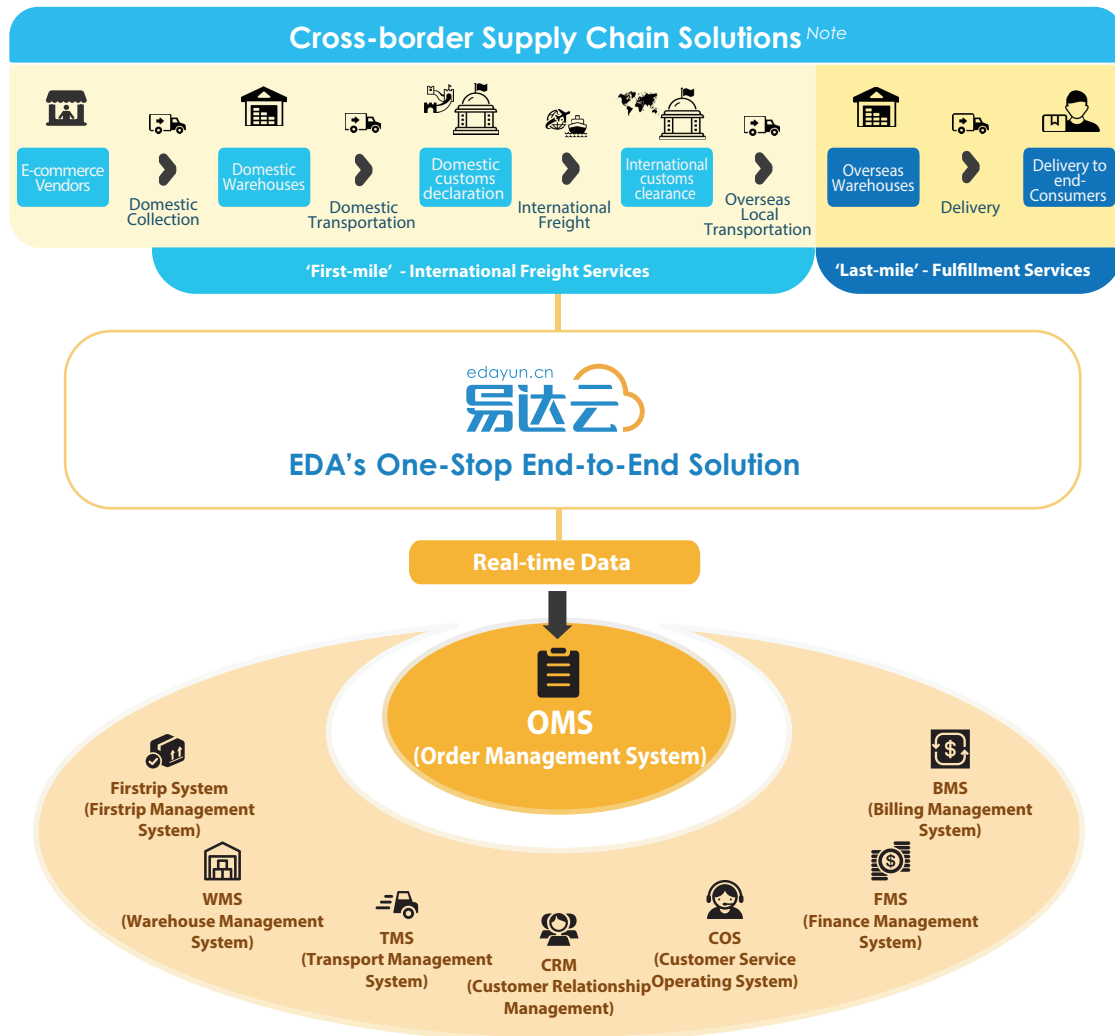 Cross-border Supply Chain Solutions Note
E-commerce
Vendors
Domestic
Collection
Domestic
Warehouses
Domestic
Transportation
Domestic
customs
declaration
International
Freight
International
customs
clearance
Overseas
Local
Transportation
Overseas
Warehouses
Delivery
Delivery to
end-
Consumers
'First-mile' - International Freight Services
'Last-mile' - Fulfillment Services
edayun.cn
易达云
EDA's One-Stop End-to-End Solution
Real-time Data
OMS
(Order Management System)
Firstrip System
(Firstrip Management
System)
WMS
(Warehouse Management
System)
TMS
(Transport Management
System)
CRM
(Customer Relationship
Management)
COS
(Customer Service
Operating System)
FMS
(Finance Management
System)
BMS
(Billing Management
System)